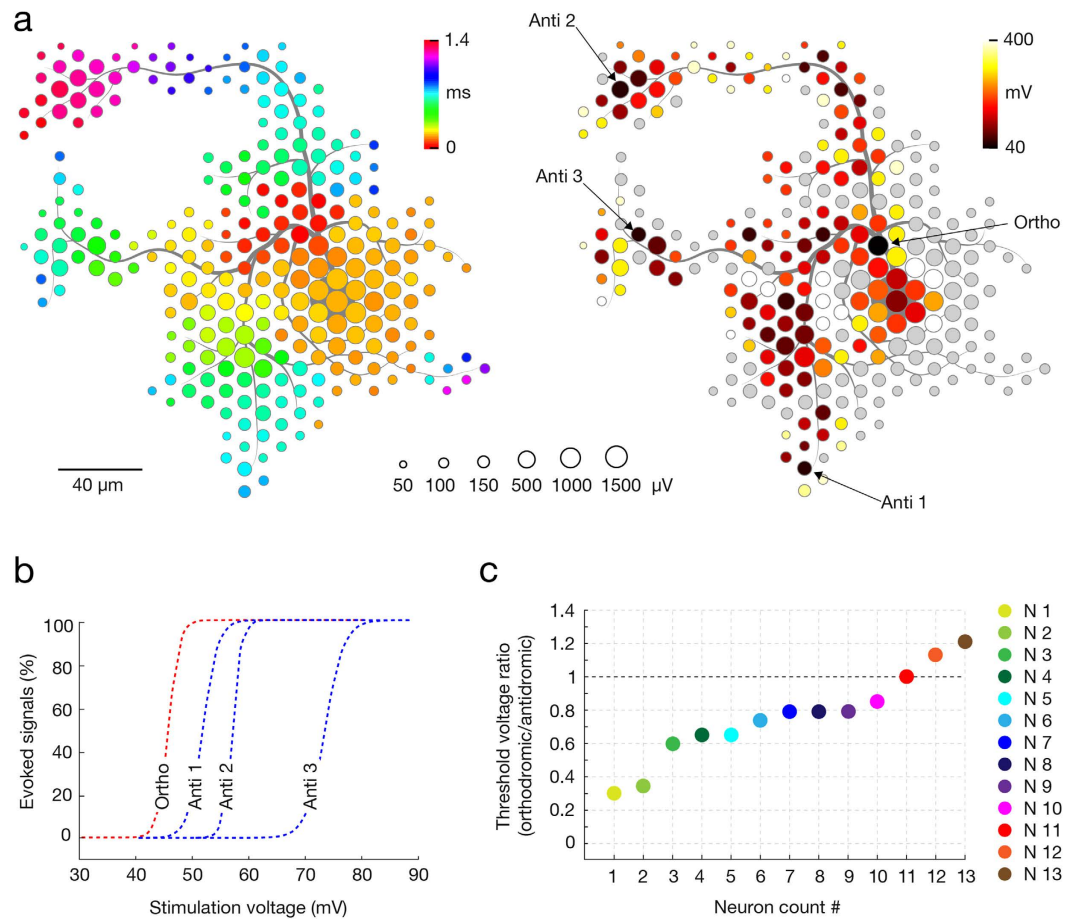 a
1.4
ms
0
Anti 2
400
mV
40
Anti 3
Ortho
Anti 1
40 µm
50 100 150 500 1000 1500 µV
b
Evoked signals (%)
100
80
60
40
20
0
Ortho
Anti 1
Anti 2
Anti 3
30 40 50 60 70 80 90
Stimulation voltage (mV)
c
Threshold voltage ratio
(orthodromic/antidromic)
1.4
1.2
1
0.8
0.6
0.4
0.2
0
1 2 3 4 5 6 7 8 9 10 11 12 13
Neuron count #
N 1
N 2
N 3
N 4
N 5
N 6
N 7
N 8
N 9
N 10
N 11
N 12
N 13